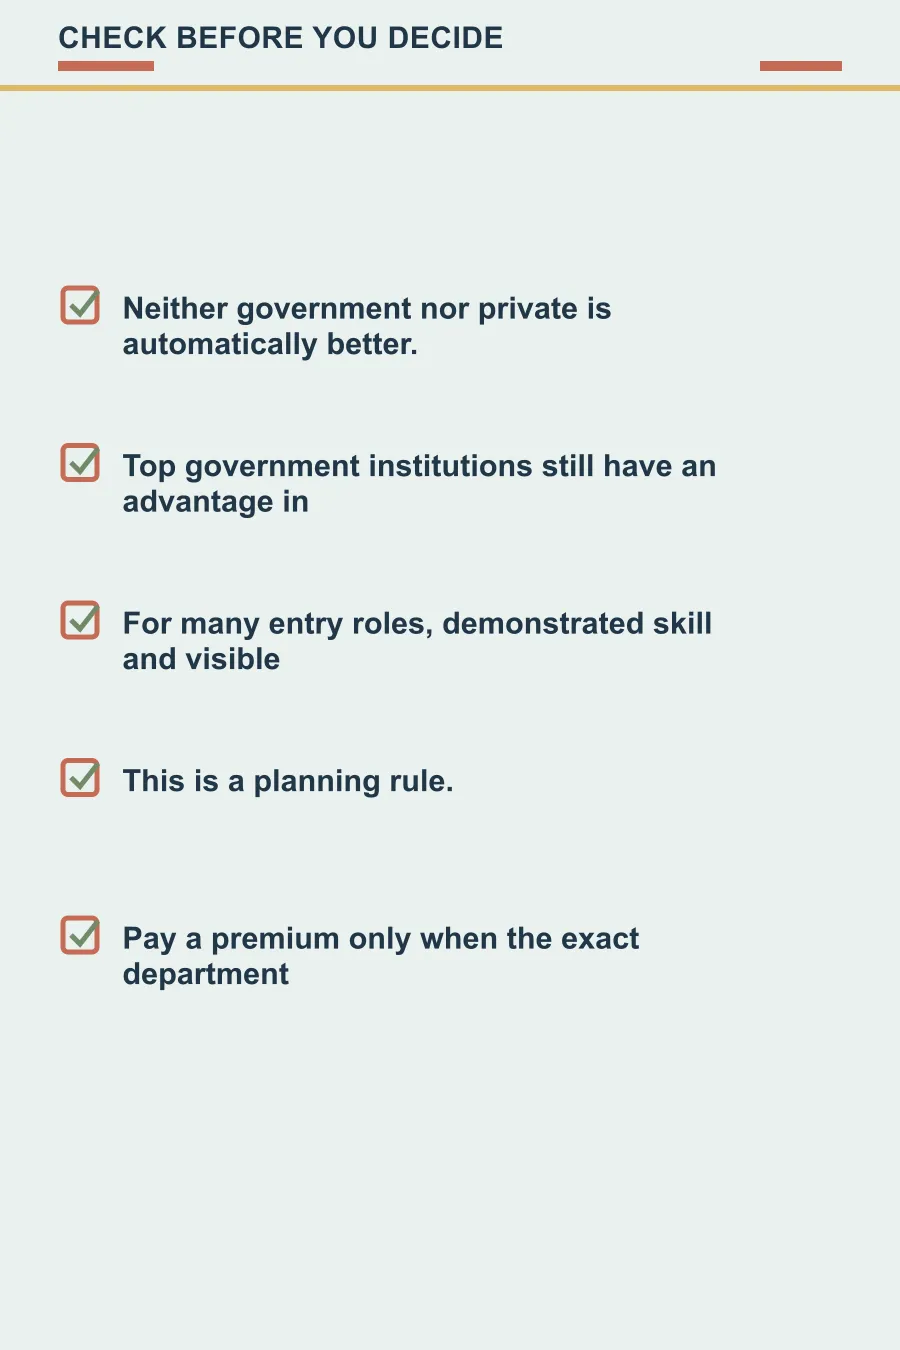 CHECK BEFORE YOU DECIDE
Neither government nor private is
automatically better.
Top government institutions still have an
advantage in
For many entry roles, demonstrated skill
and visible
This is a planning rule.
Pay a premium only when the exact
department